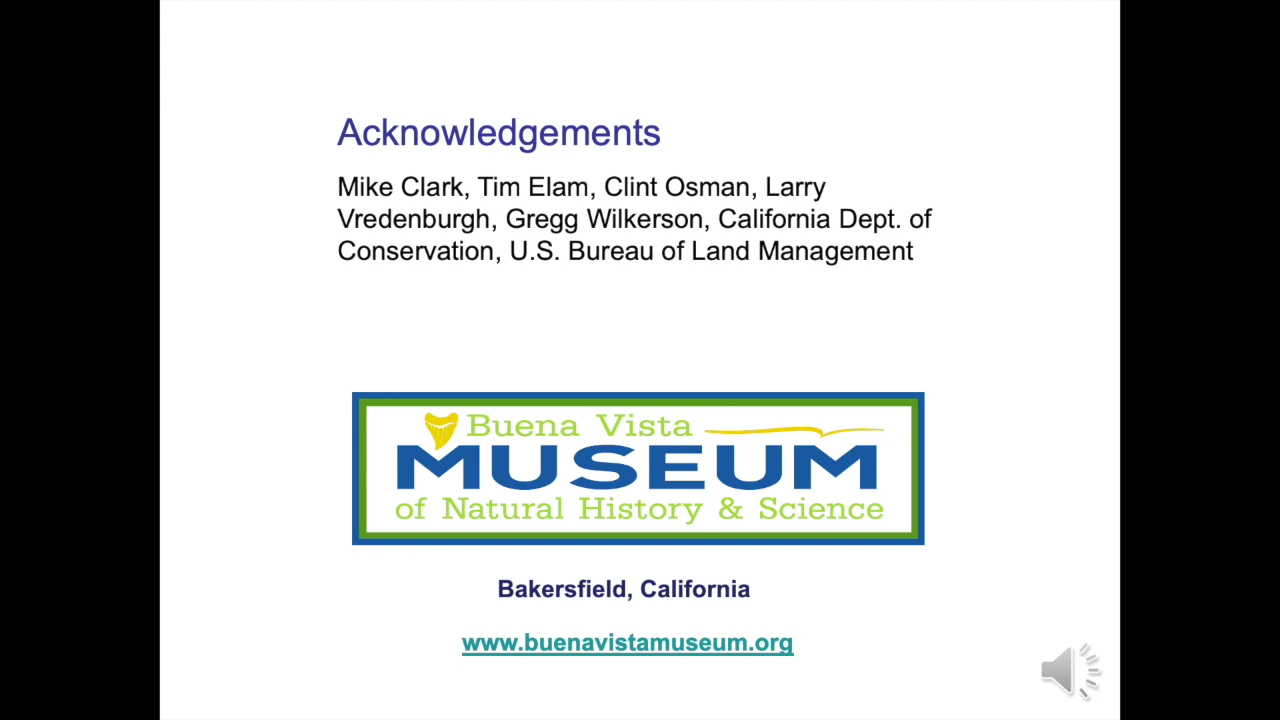 Acknowledgements
Mike Clark, Tim Elam, Clint Osman, Larry
Vredenburgh, Gregg Wilkerson, California Dept. of
Conservation, U.S. Bureau of Land Management
Buena Vista
MUSEUM
of Natural History & Science
Bakersfield, California
www.buenavistamuseum.org